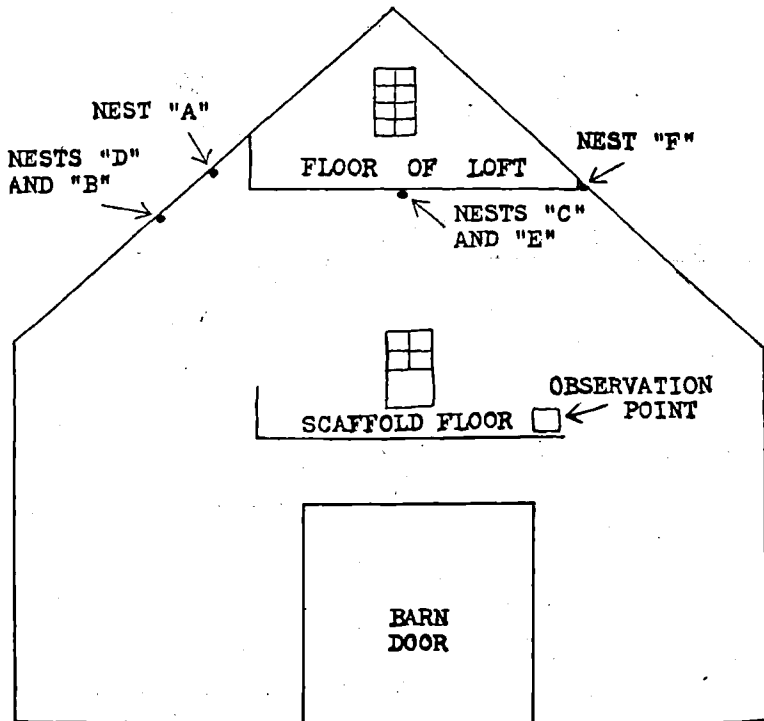 NEST "A"
NESTS "D"
AND "B"
FLOOR OF LOFT
NEST "F"
NESTS "C"
AND "E"
OBSERVATION
POINT
SCAFFOLD FLOOR
BARN
DOOR